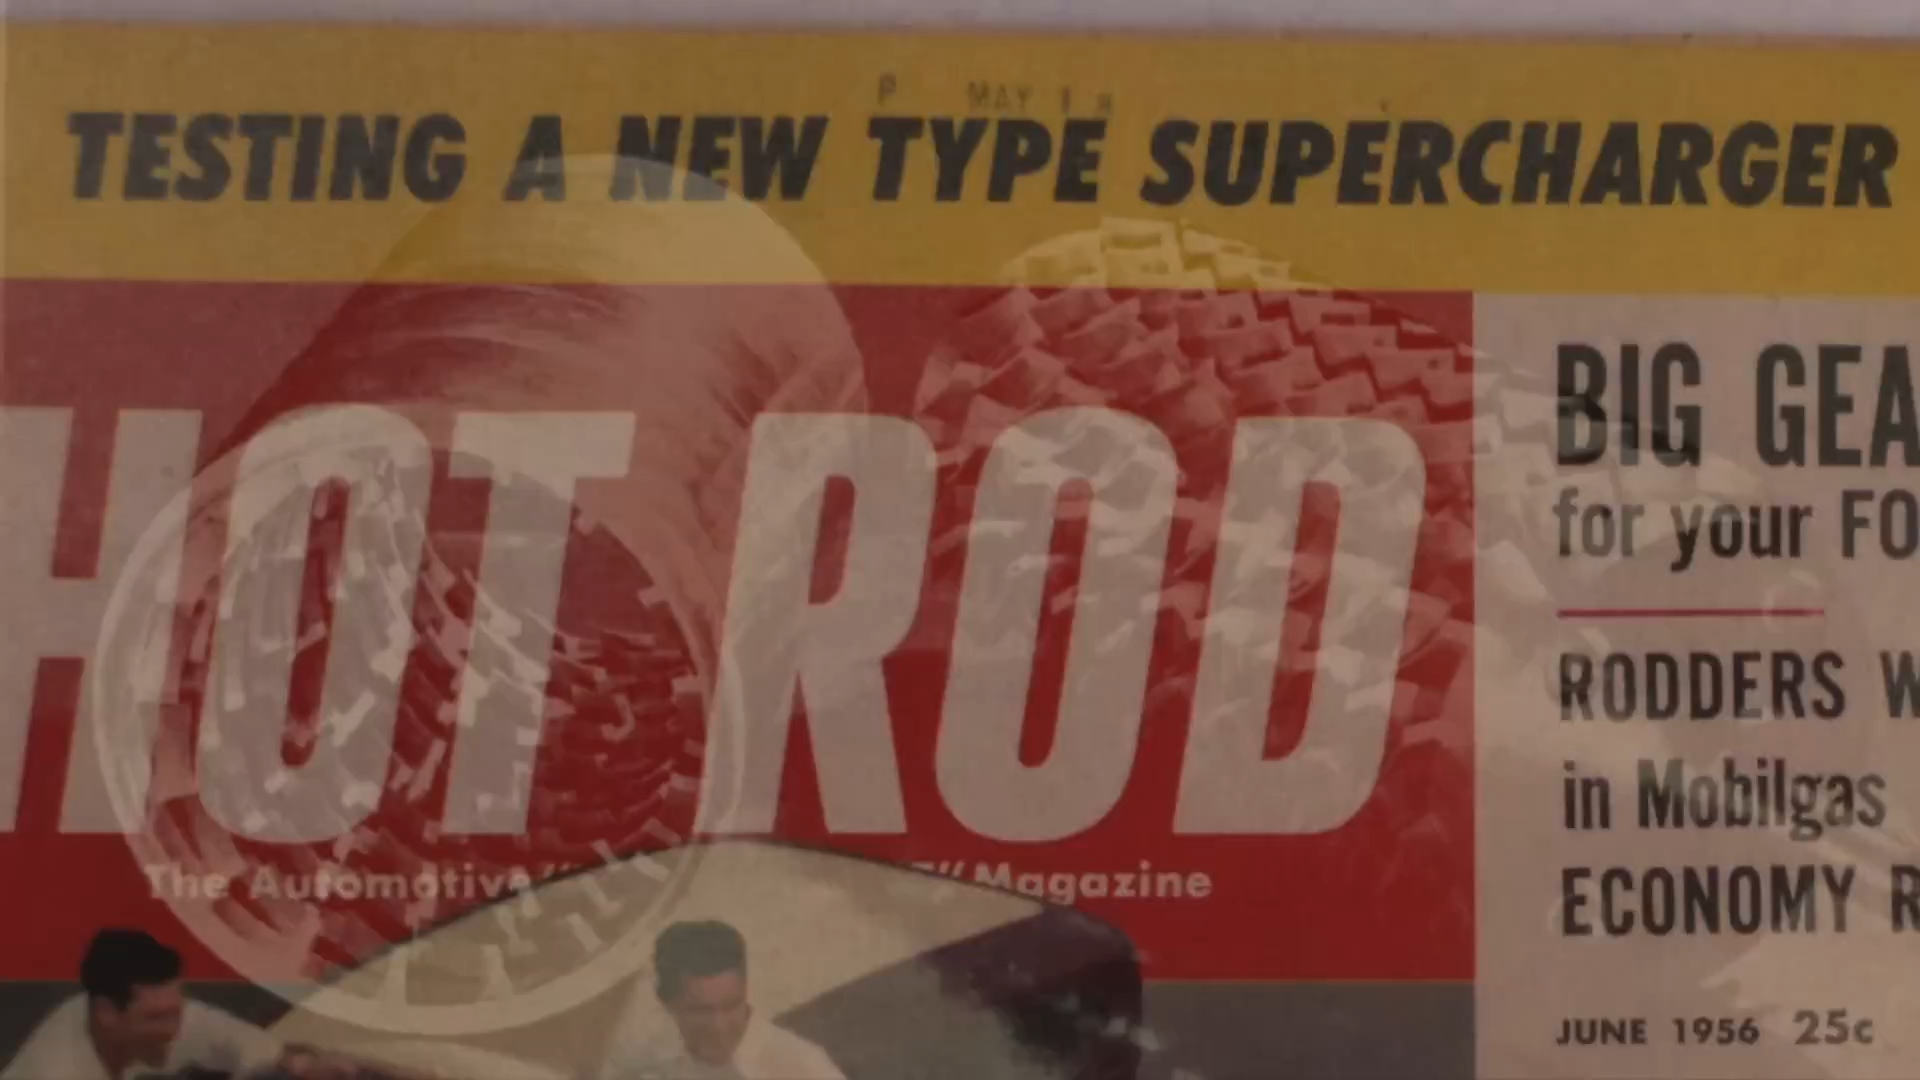 P MAY 1
TESTING A NEW TYPE SUPERCHARGER
HOT ROD
The Automotive Magazine
BIG GEA
for your FO
RODDERS W
in Mobilgas
ECONOMY R
JUNE 1956 25c